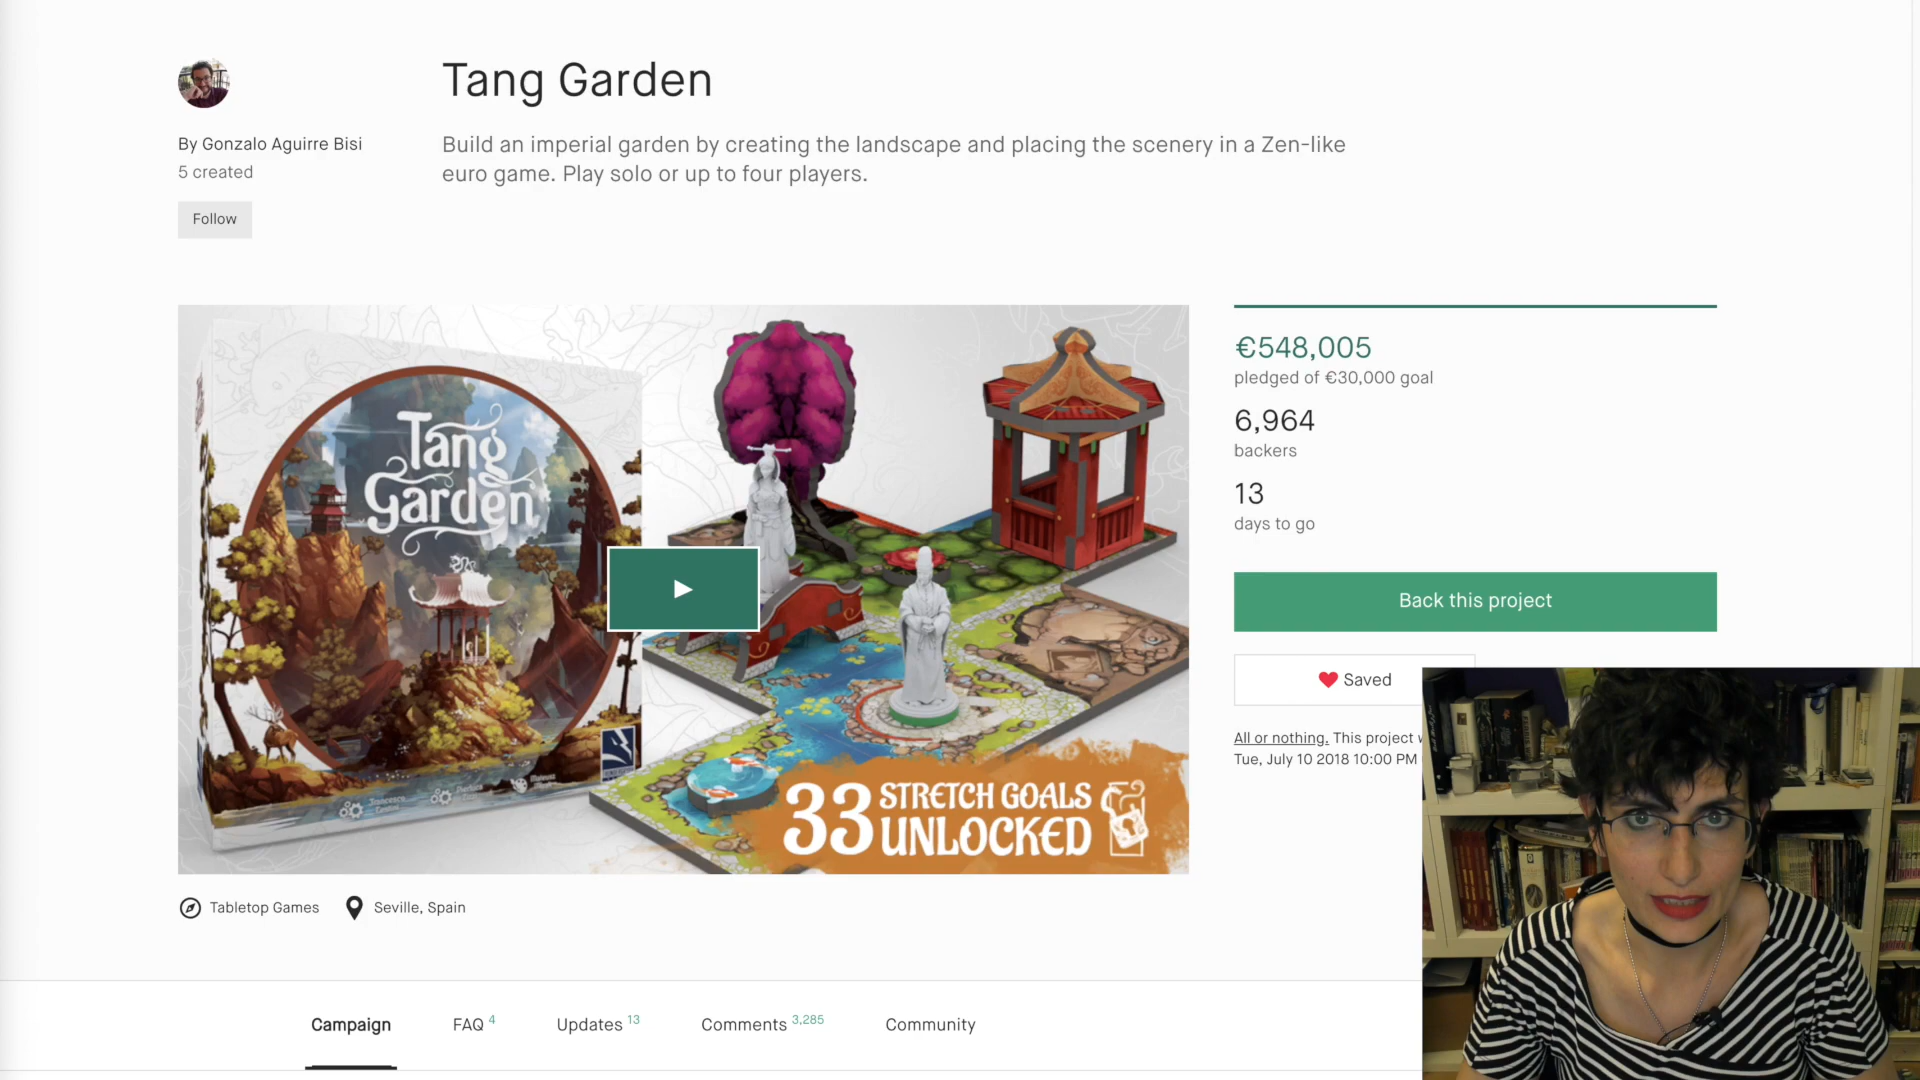 Tang Garden
By Gonzalo Aguirre Bisi
5 created
Follow
Build an imperial garden by creating the landscape and placing the scenery in a Zen-like
euro game. Play solo or up to four players.
Tang
Garden
33 STRETCH GOALS
UNLOCKED
€548,005
pledged of €30,000 goal
6,964
backers
13
days to go
Back this project
Saved
All or nothing. This project
Tue, July 10 2018 10:00 PM
Tabletop Games
Seville, Spain
Campaign
FAQ 4
Updates 13
Comments 3,285
Community